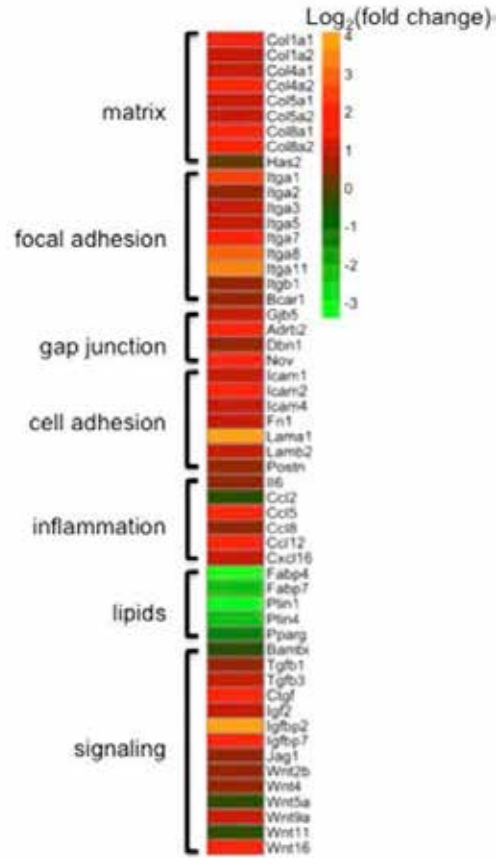 Log2(fold change)
4
3
2
1
0
-1
-2
-3
matrix
Col1a1
Col1a2
Col4a1
Col4a2
Col5a1
Col5a2
Col8a1
Col8a2
Has2
focal adhesion
Itga1
Itga2
Itga3
Itga5
Itga7
Itga8
Itga11
Itgb1
Bcar1
gap junction
Gjb5
Adrb2
Dbn1
Nov
cell adhesion
Icam1
Icam2
Icam4
Fn1
Lama1
Lamb2
Postn
inflammation
Il6
Ccl2
Ccl5
Ccl8
Ccl12
Cxcl16
lipids
Fabp4
Fabp7
Plin1
Plin4
Pparg
signaling
Bambi
Tgfb1
Tgfb3
Ctgf
Igf2
Igfbp2
Igfbp7
Jag1
Wnt2b
Wnt4
Wnt5a
Wnt9a
Wnt11
Wnt16